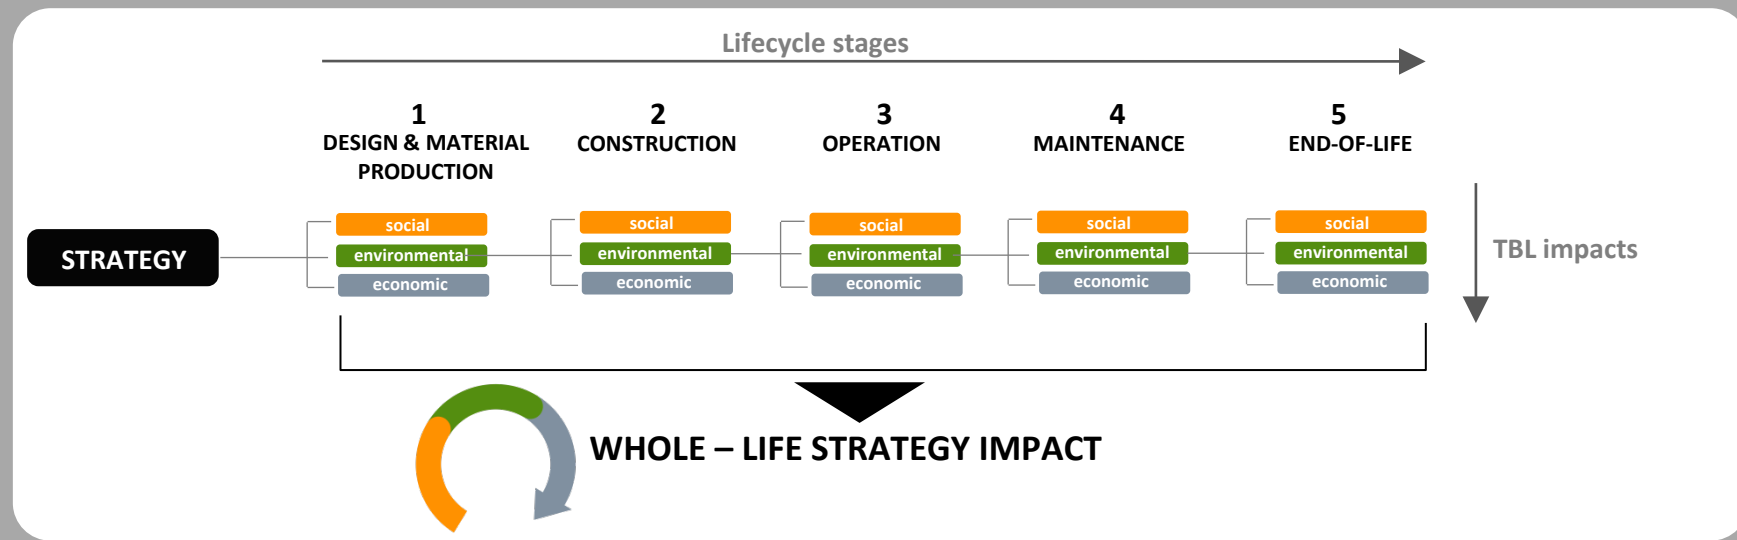 Lifecycle stages
1
DESIGN & MATERIAL
PRODUCTION
2
CONSTRUCTION
3
OPERATION
4
MAINTENANCE
5
END-OF-LIFE
STRATEGY
social
environmental
economic
social
environmental
economic
social
environmental
economic
social
environmental
economic
social
environmental
economic
TBL impacts
WHOLE – LIFE STRATEGY IMPACT